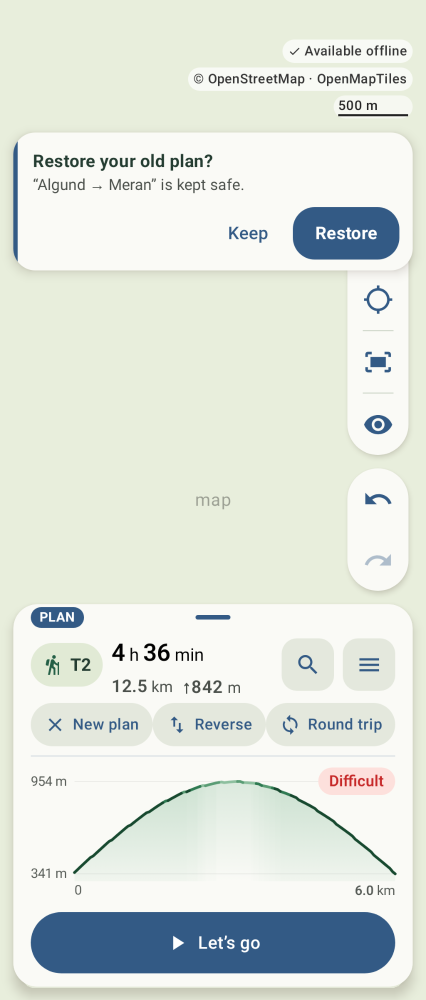 ✓ Available offline
© OpenStreetMap · OpenMapTiles
500 m
Restore your old plan?
“Algund → Meran” is kept safe.
Keep
Restore
map
PLAN
T2
4 h 36 min
12.5 km ↑842 m
New plan
Reverse
Round trip
954 m
Difficult
341 m
0
6.0 km
Let’s go